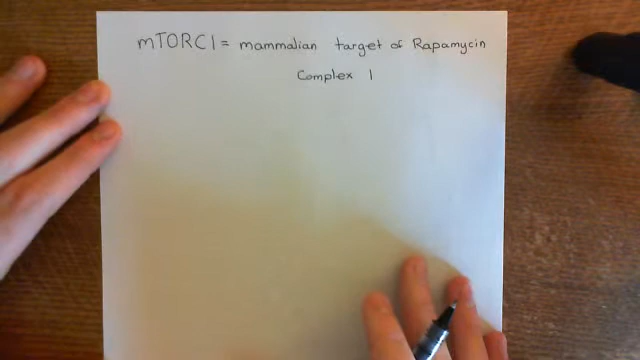 mTORC1 = mammalian target of Rapamycin
Complex 1